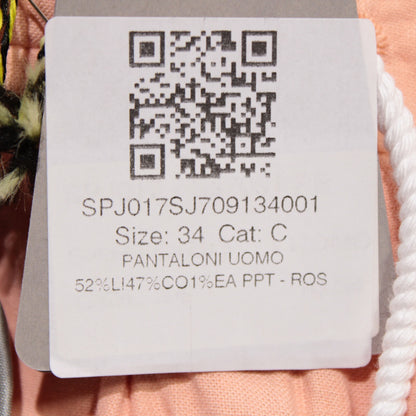 SPJ017SJ709134001
Size: 34 Cat: C
PANTALONI UOMO
52%LI47%CO1%EA PPT - ROS